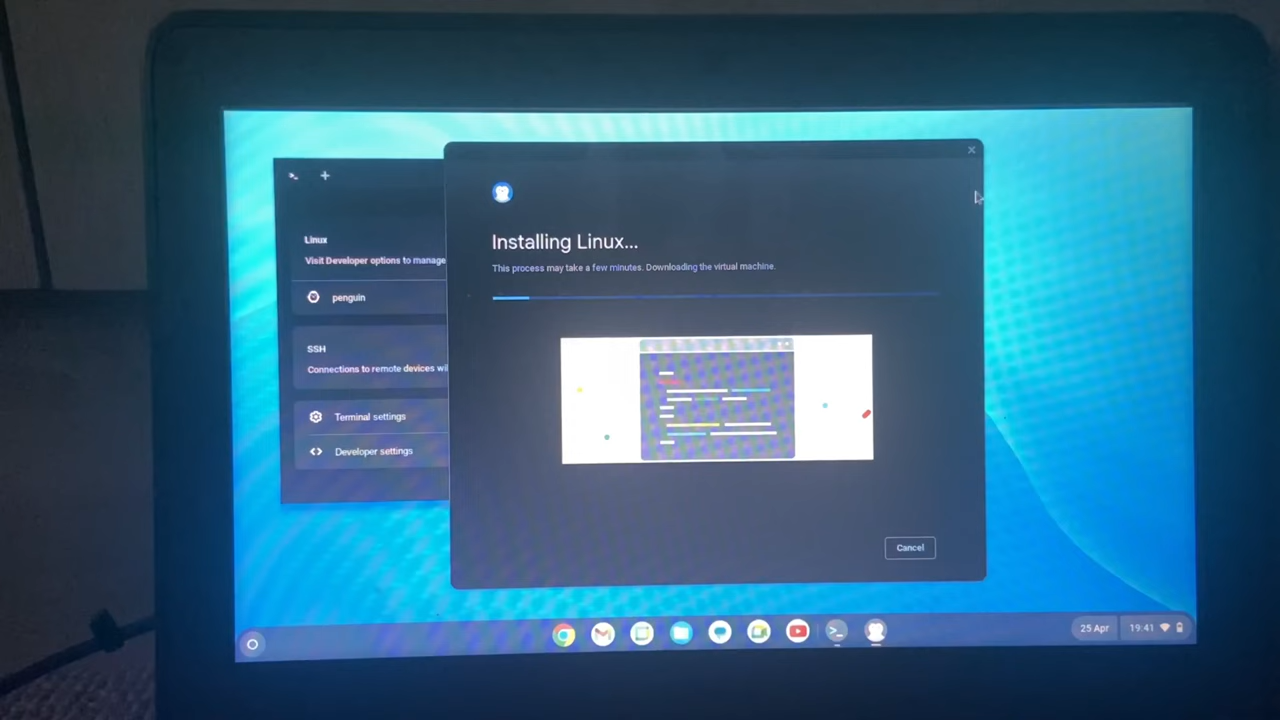 Linux
Visit Developer options to manage
penguin
SSH
Connections to remote devices wil
Terminal settings
Developer settings
Installing Linux...
This process may take a few minutes. Downloading the virtual machine.
Cancel
25 Apr
19:41